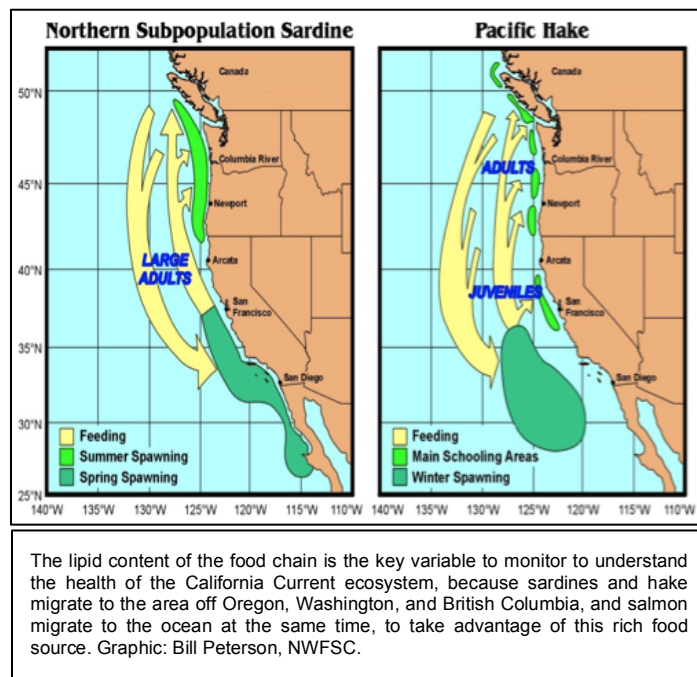 Northern Subpopulation Sardine
Canada
50°N
Columbia River
45°N
Newport
LARGE
ADULTS
40°N
Arcata
San
Francisco
35°N
San Diego
30°N
Feeding
Summer Spawning
Spring Spawning
25°N
140°W 130°W 125°W 120°W 115°W 110°W
Pacific Hake
Canada
Columbia River
ADULTS
Newport
Arcata
JUVENILES
San
Francisco
San Diego
Feeding
Main Schooling Areas
Winter Spawning
140°W 130°W 125°W 120°W 115°W 110°W
The lipid content of the food chain is the key variable to monitor to understand
the health of the California Current ecosystem, because sardines and hake
migrate to the area off Oregon, Washington, and British Columbia, and salmon
migrate to the ocean at the same time, to take advantage of this rich food
source. Graphic: Bill Peterson, NWFSC.